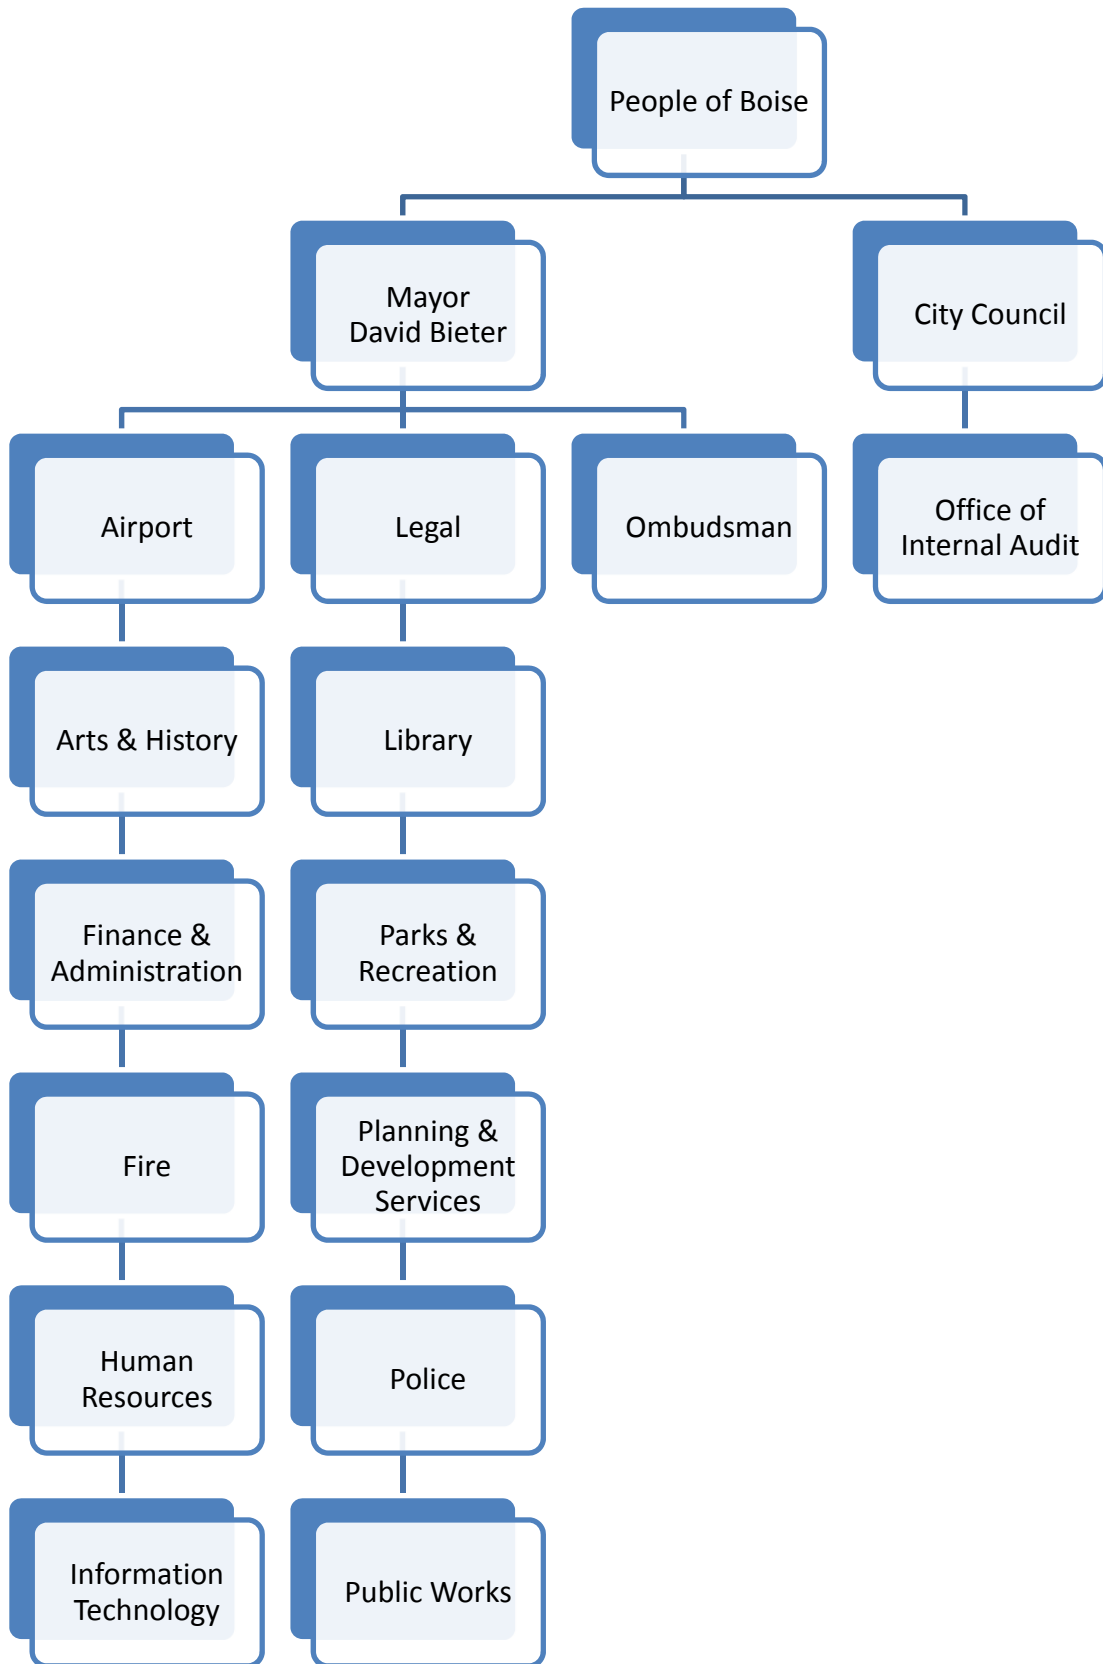 People of Boise
Mayor
David Bieter
City Council
Airport
Legal
Ombudsman
Office of
Internal Audit
Arts & History
Library
Finance &
Administration
Parks &
Recreation
Fire
Planning &
Development
Services
Human
Resources
Police
Information
Technology
Public Works